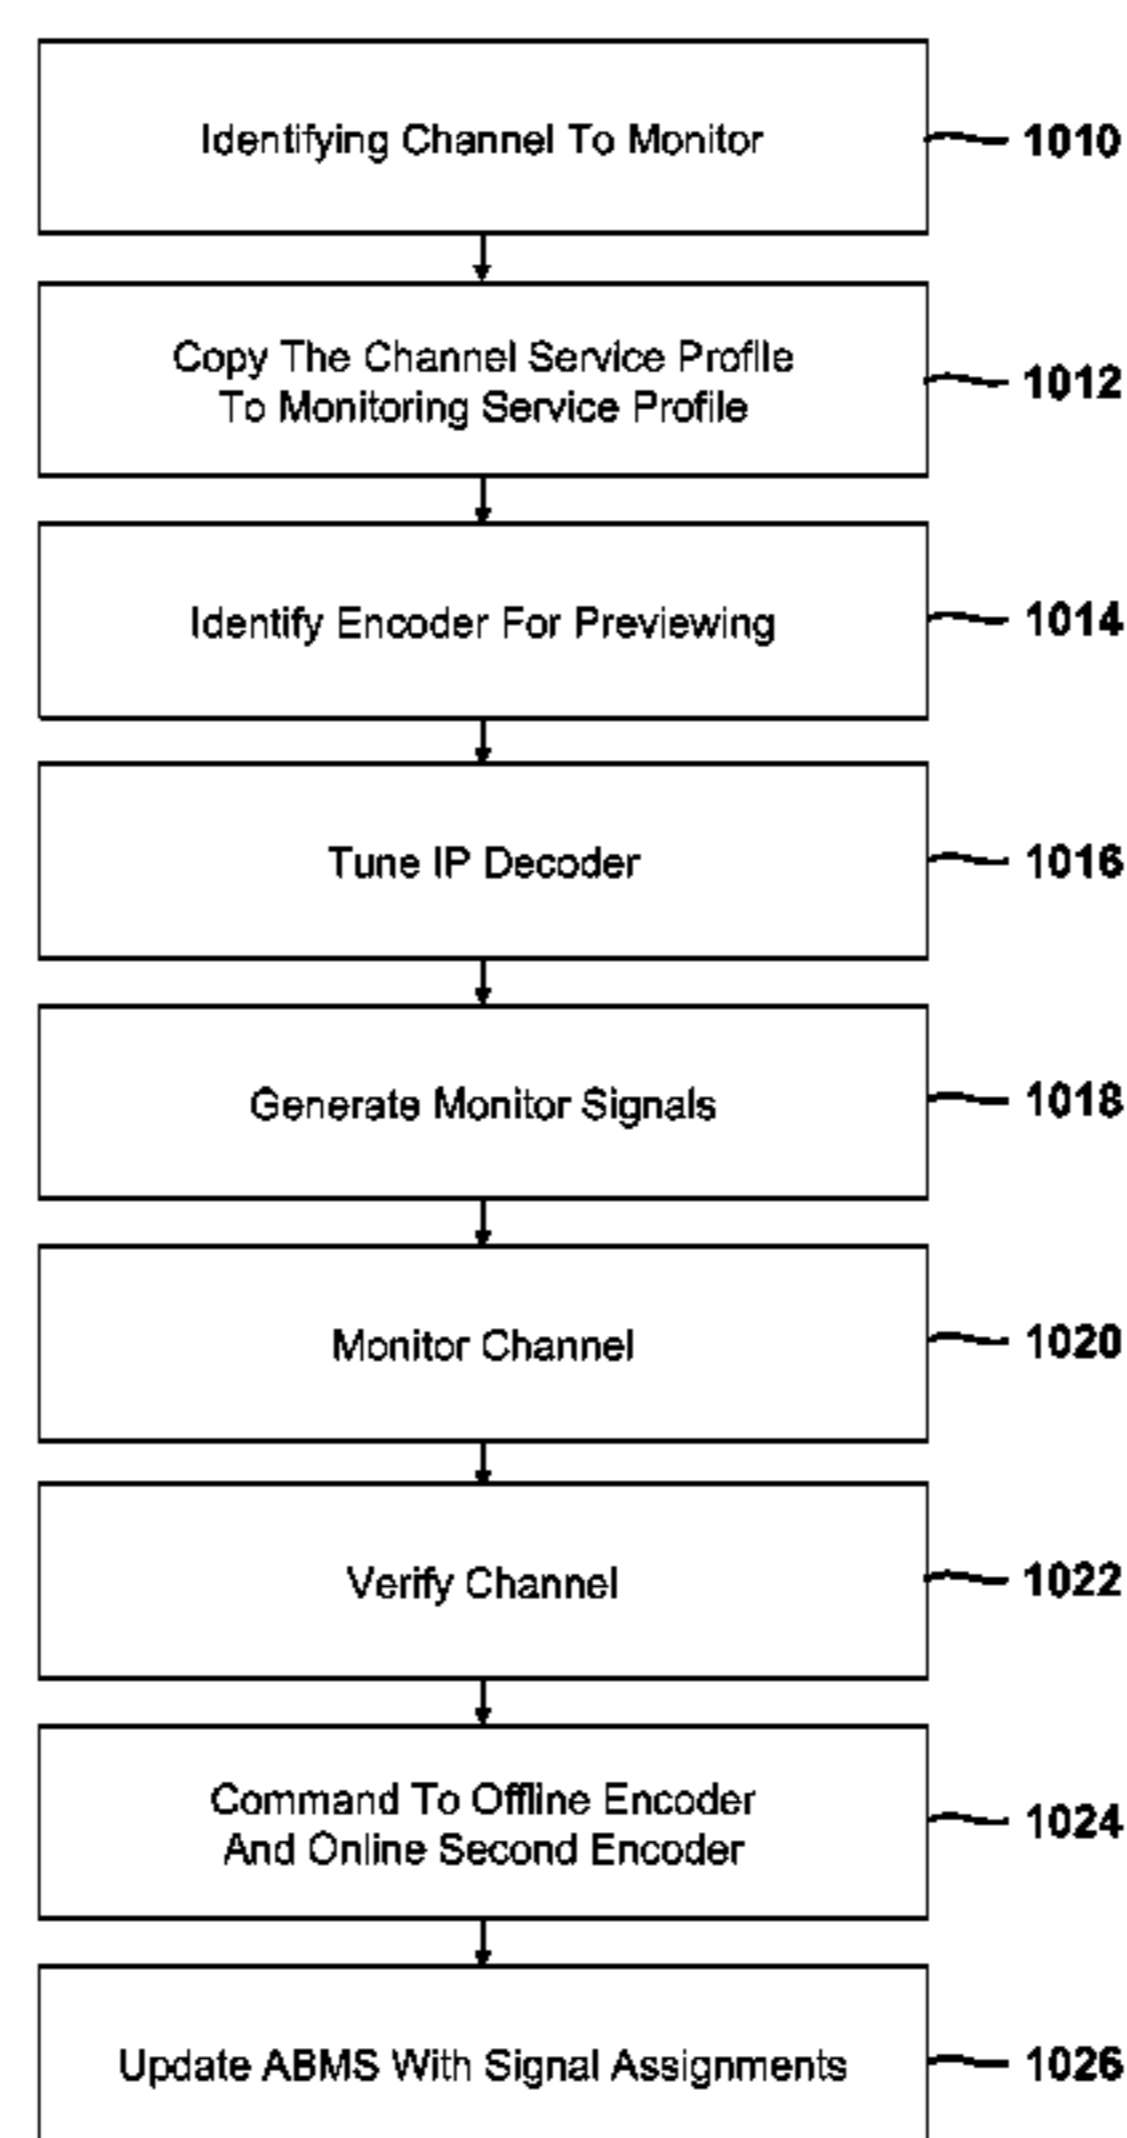 Identifying Channel To Monitor
1010
Copy The Channel Service Profile
To Monitoring Service Profile
1012
Identify Encoder For Previewing
1014
Tune IP Decoder
1016
Generate Monitor Signals
1018
Monitor Channel
1020
Verify Channel
1022
Command To Offline Encoder
And Online Second Encoder
1024
Update ABMS With Signal Assignments
1026